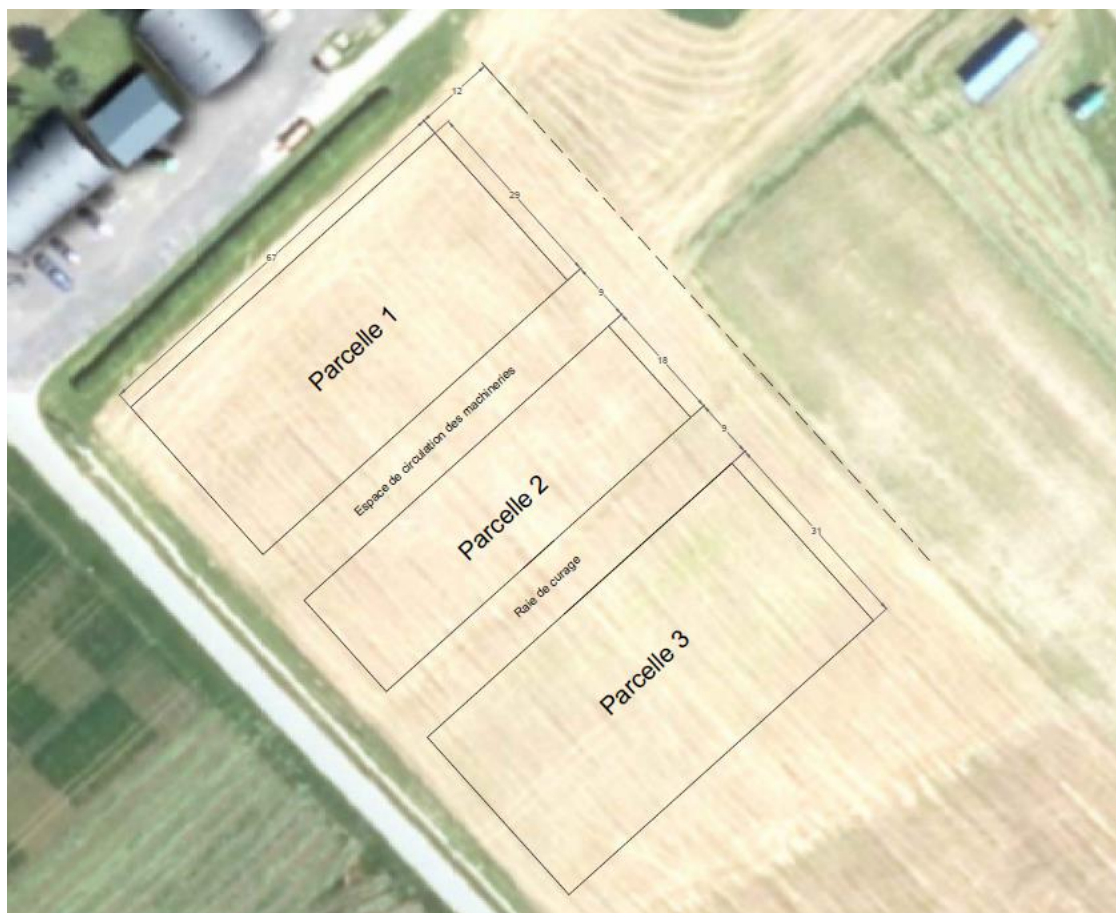 12
29
67
Parcelle 1
9
Espace de circulation des machineries
18
Parcelle 2
9
Raie de curage
31
Parcelle 3